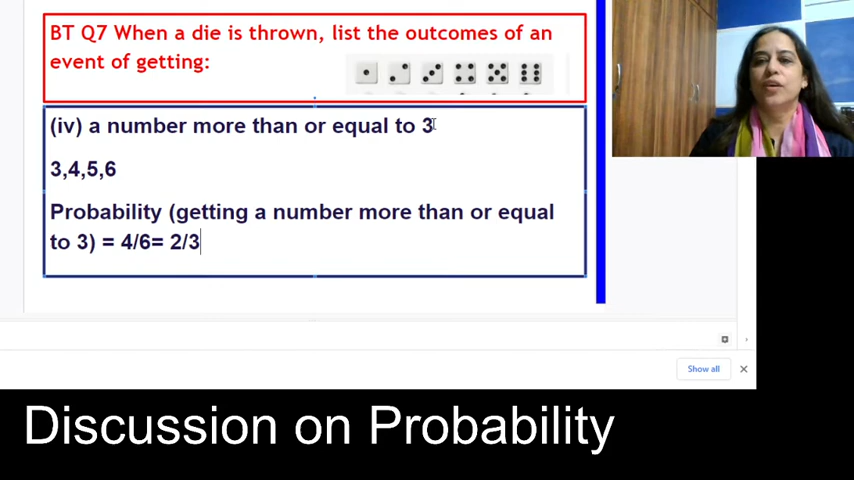 BT Q7 When a die is thrown, list the outcomes of an
event of getting:
(iv) a number more than or equal to 3
3,4,5,6
Probability (getting a number more than or equal
to 3) = 4/6= 2/3
Show all
Discussion on Probability